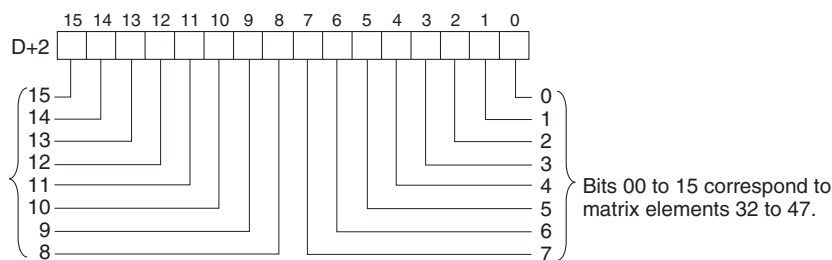 15 14 13 12 11 10 9 8 7 6 5 4 3 2 1 0
D+2
15 0
14 1
13 2
12 3
11 4
10 5
9 6
8 7
Bits 00 to 15 correspond to
matrix elements 32 to 47.